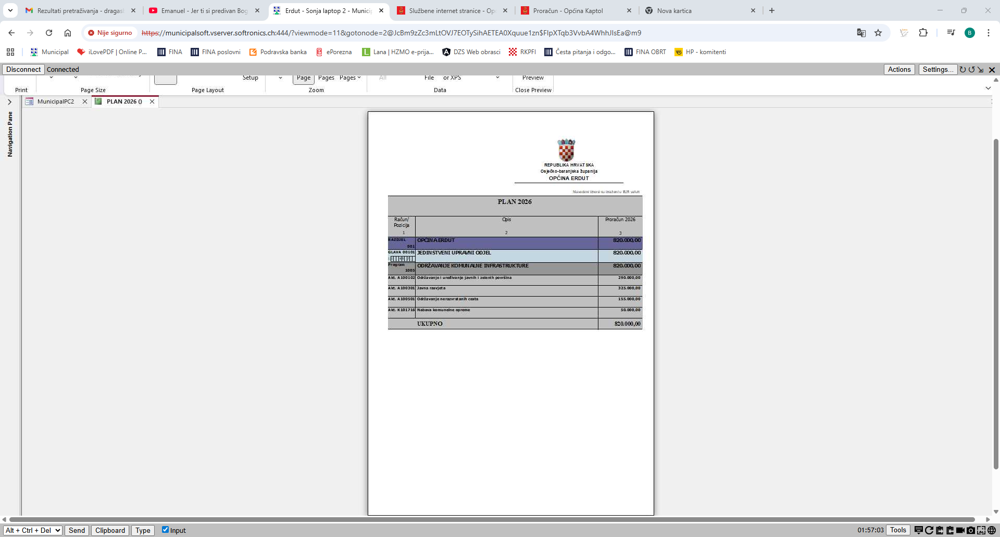 Rezultati pretraživanja - dragas
Emanuel - Jer ti si predivan Bog
Erdut - Sonja laptop 2 - Municip
Službene internet stranice - Op
Proračun - Općina Kaptol
Nova kartica
Nije sigurno
https://municipalsoft.vserver.softronics.ch:444/?viewmode=11&gotonode=2@JcBm9zZc3mLtOVJ7EOTySihAETEA0Xquue1zn$FIpXTqb3VvbA4WhhJIsEa@m9
B
Municipal
iLovePDF | Online P...
FINA
FINA poslovni
Podravska banka
ePorezna
Lana | HZMO e-prija...
DZS Web obrasci
RKPFI
Česta pitanja i odgo...
FINA OBRT
HP - komitenti
Disconnect Connected
Actions Settings...
Setup Page Pages Pages All File or XPS Preview
Print Page Size Page Layout Zoom Data Close Preview
MunicipalPC2
PLAN 2026 ()
Navigation Pane
REPUBLIKA HRVATSKA
Osječko-baranjska županija
OPĆINA ERDUT
Navedeni iznosi su izraženi u EUR valuti
PLAN 2026
Račun/ Pozicija Opis Proračun 2026
1 2 3
RAZDJEL 001 OPĆINA ERDUT 820.000,00
GLAVA 00101 JEDINSTVENI UPRAVNI ODJEL 820.000,00
Program 1005 ODRŽAVANJE KOMUNALNE INFRASTRUKTURE 820.000,00
Akt. A100102 Održavanje i uređivanje javnih i zelenih površina 290.000,00
Akt. A100301 Javna rasvjeta 325.000,00
Akt. A100501 Održavanje nerazvrstanih cesta 155.000,00
Akt. K101716 Nabava komunelne opreme 50.000,00
UKUPNO 820.000,00
Alt + Ctrl + Del Send Clipboard Type Input
01:57:03 Tools